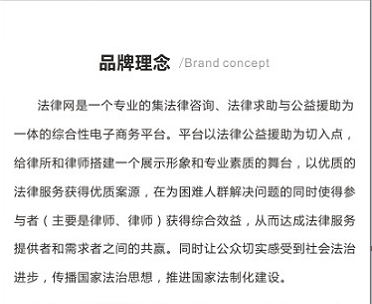 品牌理念 /Brand concept
法律网是一个专业的集法律咨询、法律求助与公益援助为
一体的综合性电子商务平台。平台以法律公益援助为切入点，
给律所和律师搭建一个展示形象和专业素质的舞台，以优质的
法律服务获得优质案源，在为困难人群解决问题的同时使得参
与者（主要是律师、律师）获得综合效益，从而达成法律服务
提供者和需求者之间的共赢。同时让公众切实感受到社会法治
进步，传播国家法治思想，推进国家法制化建设。